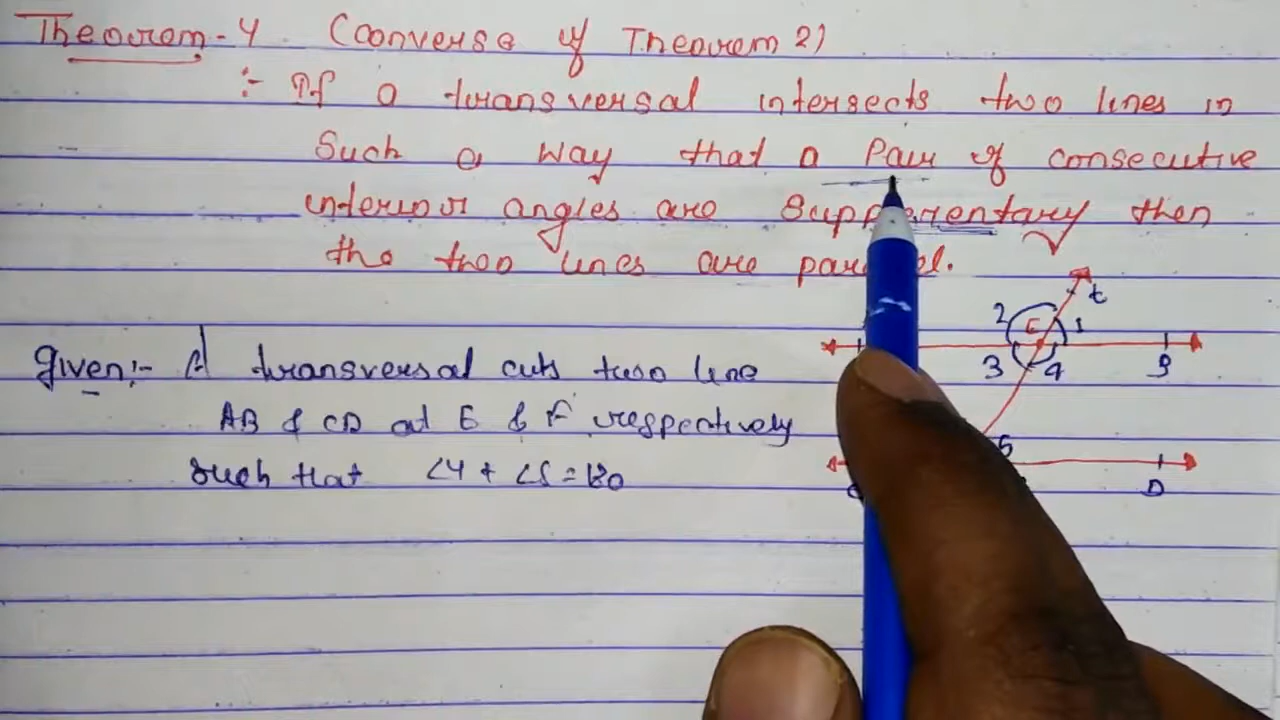 Theorem-4 (Converse of Theorem 2)
:- If a transversal intersects two lines in
Such a way that a Pair of consecutive
interior angles are Supplementary then
the two lines are parallel.
Given:- A transversal cuts two line
AB & CD at E & F respectively
such that ∠4 + ∠5 = 180
t
2 E 1
3 4 B
5
C D